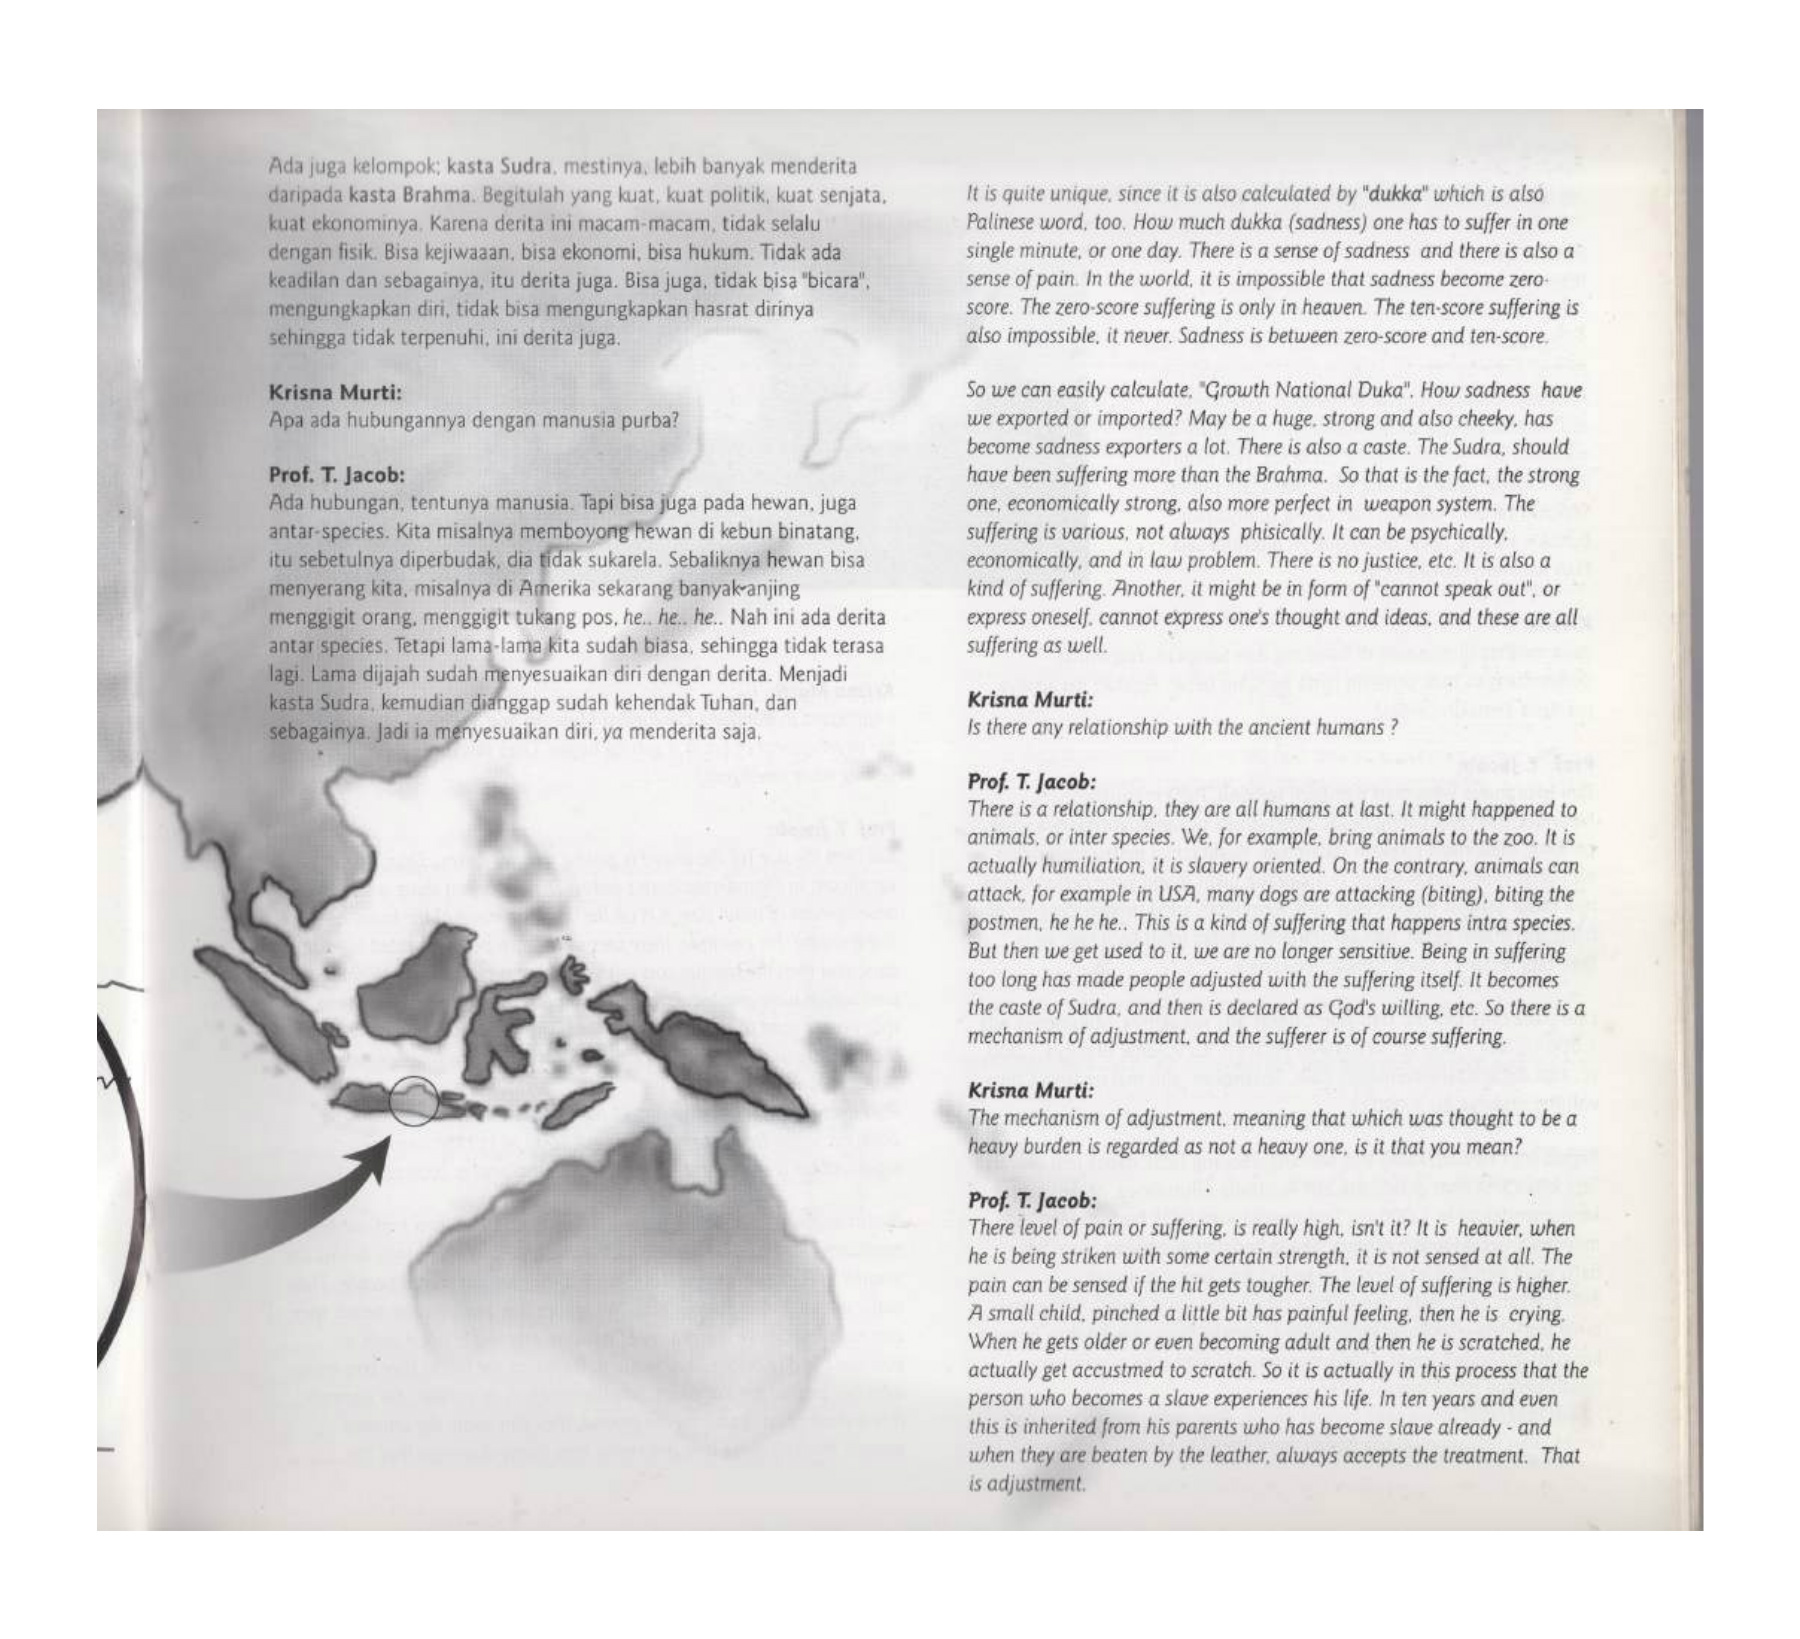 Ada juga kelompok; kasta Sudra, mestinya, lebih banyak menderita
daripada kasta Brahma. Begitulah yang kuat, kuat politik, kuat senjata,
kuat ekonominya. Karena derita ini macam-macam, tidak selalu
dengan fisik. Bisa kejiwaaan, bisa ekonomi, bisa hukum. Tidak ada
keadilan dan sebagainya, itu derita juga. Bisa juga, tidak bisa "bicara",
mengungkapkan diri, tidak bisa mengungkapkan hasrat dirinya
sehingga tidak terpenuhi, ini derita juga.

Krisna Murti:
Apa ada hubungannya dengan manusia purba?

Prof. T. Jacob:
Ada hubungan, tentunya manusia. Tapi bisa juga pada hewan, juga
antar-species. Kita misalnya memboyong hewan di kebun binatang,
itu sebetulnya diperbudak, dia tidak sukarela. Sebaliknya hewan bisa
menyerang kita, misalnya di Amerika sekarang banyak anjing
menggigit orang, menggigit tukang pos, he.. he.. he.. Nah ini ada derita
antar species. Tetapi lama-lama kita sudah biasa, sehingga tidak terasa
lagi. Lama dijajah sudah menyesuaikan diri dengan derita. Menjadi
kasta Sudra, kemudian dianggap sudah kehendak Tuhan, dan
sebagainya. Jadi ia menyesuaikan diri, ya menderita saja.

It is quite unique, since it is also calculated by "dukka" which is also
Palinese word, too. How much dukka (sadness) one has to suffer in one
single minute, or one day. There is a sense of sadness and there is also a
sense of pain. In the world, it is impossible that sadness become zero-
score. The zero-score suffering is only in heaven. The ten-score suffering is
also impossible, it never. Sadness is between zero-score and ten-score.

So we can easily calculate, "Growth National Duka". How sadness have
we exported or imported? May be a huge, strong and also cheeky, has
become sadness exporters a lot. There is also a caste. The Sudra, should
have been suffering more than the Brahma. So that is the fact, the strong
one, economically strong, also more perfect in weapon system. The
suffering is various, not always phisically. It can be psychically,
economically, and in law problem. There is no justice, etc. It is also a
kind of suffering. Another, it might be in form of "cannot speak out", or
express oneself, cannot express one's thought and ideas, and these are all
suffering as well.

Krisna Murti:
Is there any relationship with the ancient humans ?

Prof. T. Jacob:
There is a relationship, they are all humans at last. It might happened to
animals, or inter species. We, for example, bring animals to the zoo. It is
actually humiliation, it is slavery oriented. On the contrary, animals can
attack, for example in USA, many dogs are attacking (biting), biting the
postmen, he he he.. This is a kind of suffering that happens intra species.
But then we get used to it, we are no longer sensitive. Being in suffering
too long has made people adjusted with the suffering itself. It becomes
the caste of Sudra, and then is declared as God's willing, etc. So there is a
mechanism of adjustment, and the sufferer is of course suffering.

Krisna Murti:
The mechanism of adjustment, meaning that which was thought to be a
heavy burden is regarded as not a heavy one, is it that you mean?

Prof. T. Jacob:
There level of pain or suffering, is really high, isn't it? It is heavier, when
he is being striken with some certain strength, it is not sensed at all. The
pain can be sensed if the hit gets tougher. The level of suffering is higher.
A small child, pinched a little bit has painful feeling, then he is crying.
When he gets older or even becoming adult and then he is scratched, he
actually get accustmed to scratch. So it is actually in this process that the
person who becomes a slave experiences his life. In ten years and even
this is inherited from his parents who has become slave already - and
when they are beaten by the leather, always accepts the treatment. That
is adjustment.